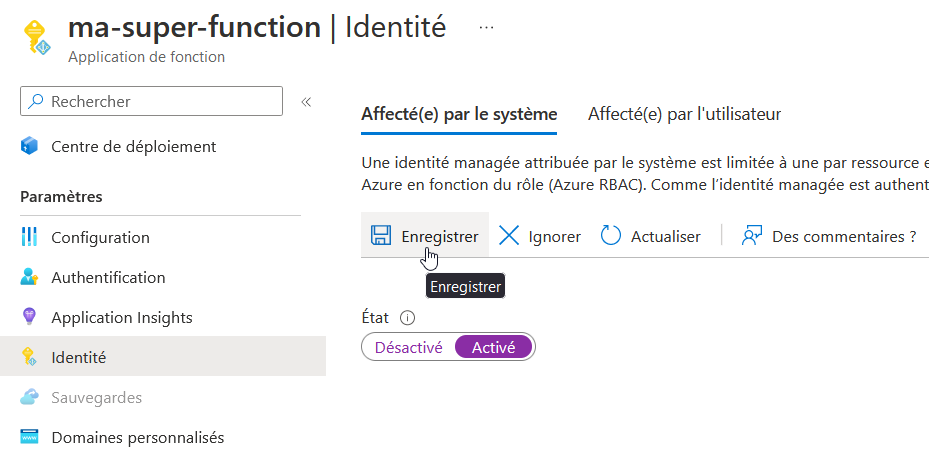 ma-super-function | Identité ...
Application de fonction
Rechercher
Centre de déploiement
Paramètres
Configuration
Authentification
Application Insights
Identité
Sauvegardes
Domaines personnalisés
Affecté(e) par le système Affecté(e) par l'utilisateur
Une identité managée attribuée par le système est limitée à une par ressource e
Azure en fonction du rôle (Azure RBAC). Comme l'identité managée est authent
Enregistrer Ignorer Actualiser Des commentaires ?
Enregistrer
État
Désactivé Activé